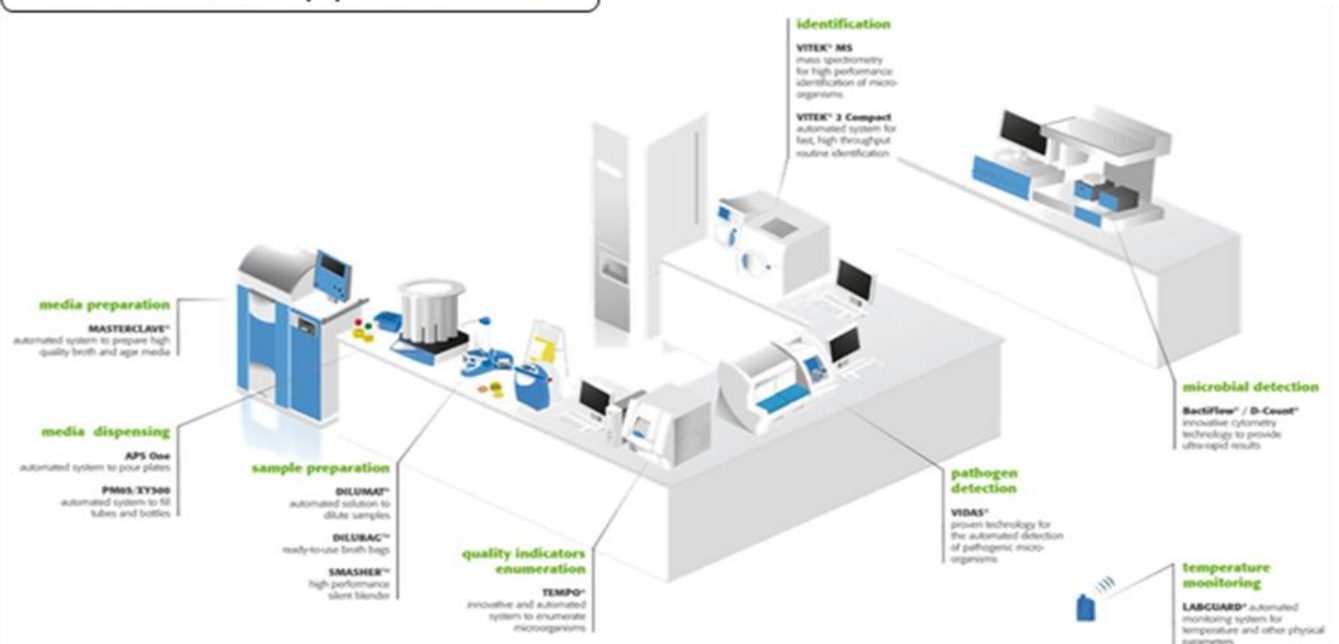 identification
VITEK® MS
mass spectrometry
for high performance
identification of micro-
organisms
VITEK® 2 Compact
automated system for
fast, high throughput
routine identification
media preparation
MASTERCLAVE®
automated system to prepare high
quality broth and agar media
media dispensing
APS One
automated system to pour plates
PM05/XY500
automated system to fill
tubes and bottles
sample preparation
DILUMAT®
automated solution to
dilute samples
DILUBAG™
ready-to-use broth bags
SMASHER™
high performance
silent blender
quality indicators
enumeration
TEMPO®
innovative and automated
system to enumerate
microorganisms
pathogen
detection
VIDAS®
proven technology for
the automated detection
of pathogenic micro-
organisms
microbial detection
BactiFlow® / D-Count®
innovative cytometry
technology to provide
ultra-rapid results
temperature
monitoring
LABGUARD® automated
monitoring system for
temperature and other physical
parameters